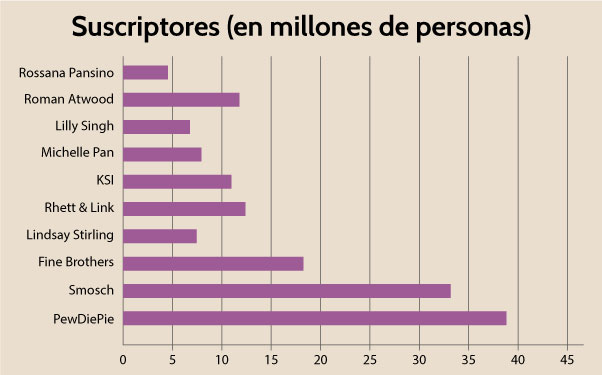 Suscriptores (en millones de personas)
Rossana Pansino
Roman Atwood
Lilly Singh
Michelle Pan
KSI
Rhett & Link
Lindsay Stirling
Fine Brothers
Smosch
PewDiePie
0 5 10 15 20 25 30 35 40 45